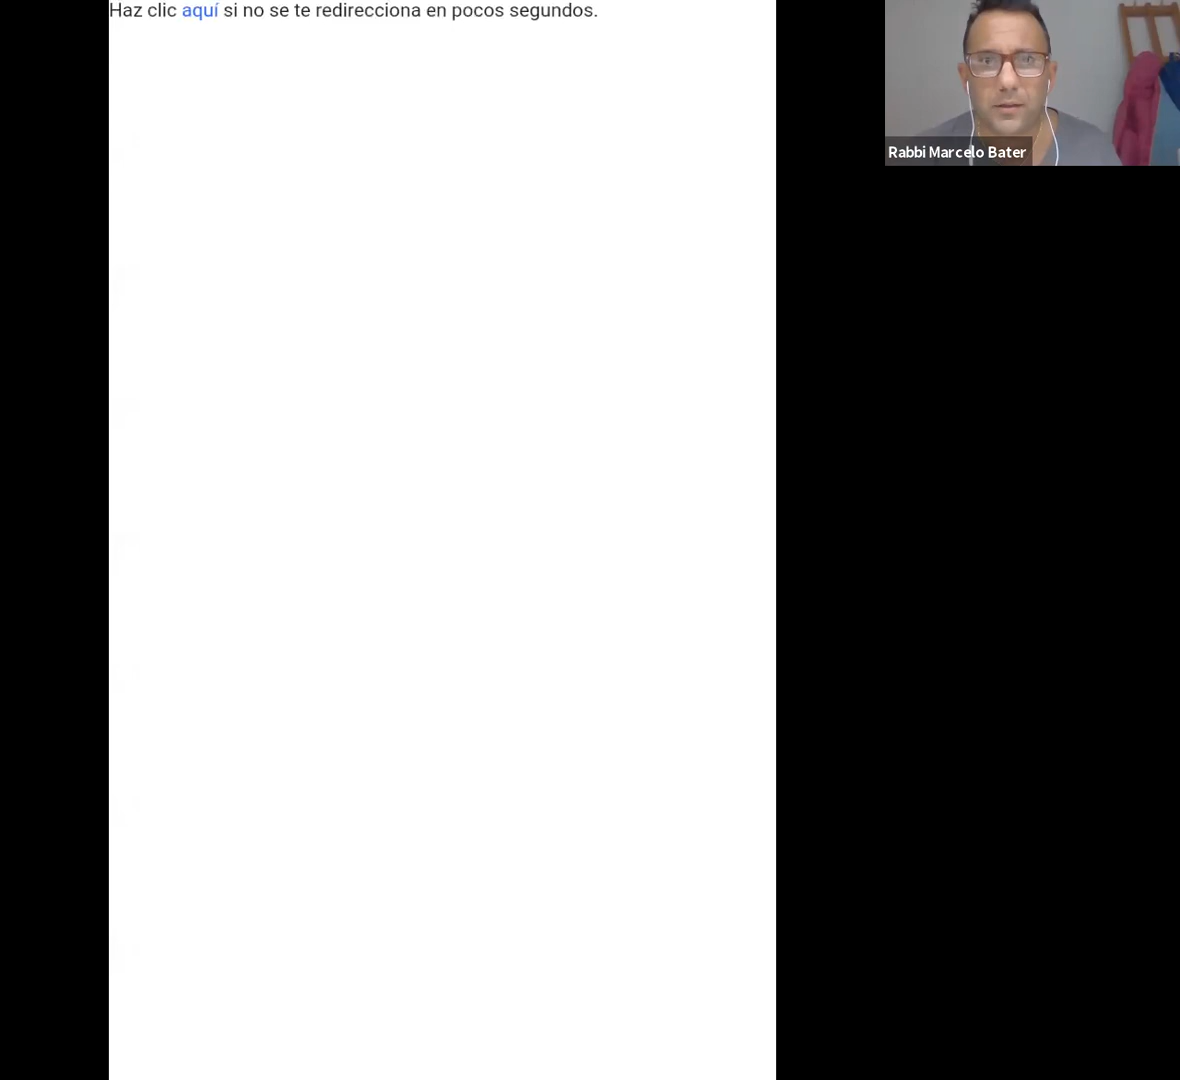 Haz clic aquí si no se te redirecciona en pocos segundos.
Rabbi Marcelo Bater